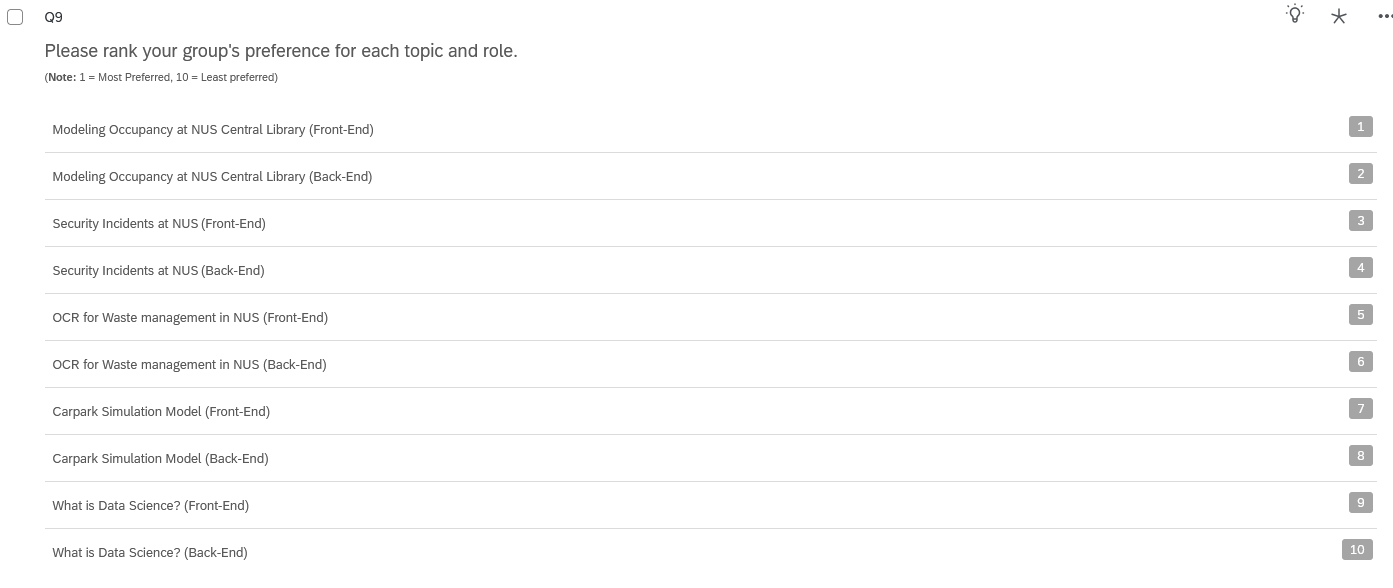 Q9
Please rank your group's preference for each topic and role.
(Note: 1 = Most Preferred, 10 = Least preferred)
Modeling Occupancy at NUS Central Library (Front-End) 1
Modeling Occupancy at NUS Central Library (Back-End) 2
Security Incidents at NUS (Front-End) 3
Security Incidents at NUS (Back-End) 4
OCR for Waste management in NUS (Front-End) 5
OCR for Waste management in NUS (Back-End) 6
Carpark Simulation Model (Front-End) 7
Carpark Simulation Model (Back-End) 8
What is Data Science? (Front-End) 9
What is Data Science? (Back-End) 10